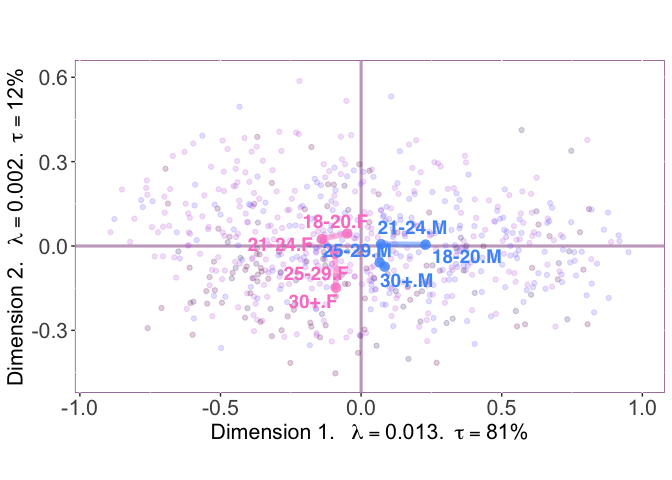 Dimension 2. λ = 0.002. τ = 12%
0.6
0.3
0.0
-0.3
18-20.F
21-24.M
21-24.F
25-29.M
18-20.M
25-29.F
30+.M
30+.F
-1.0 -0.5 0.0 0.5 1.0
Dimension 1. λ = 0.013. τ = 81%